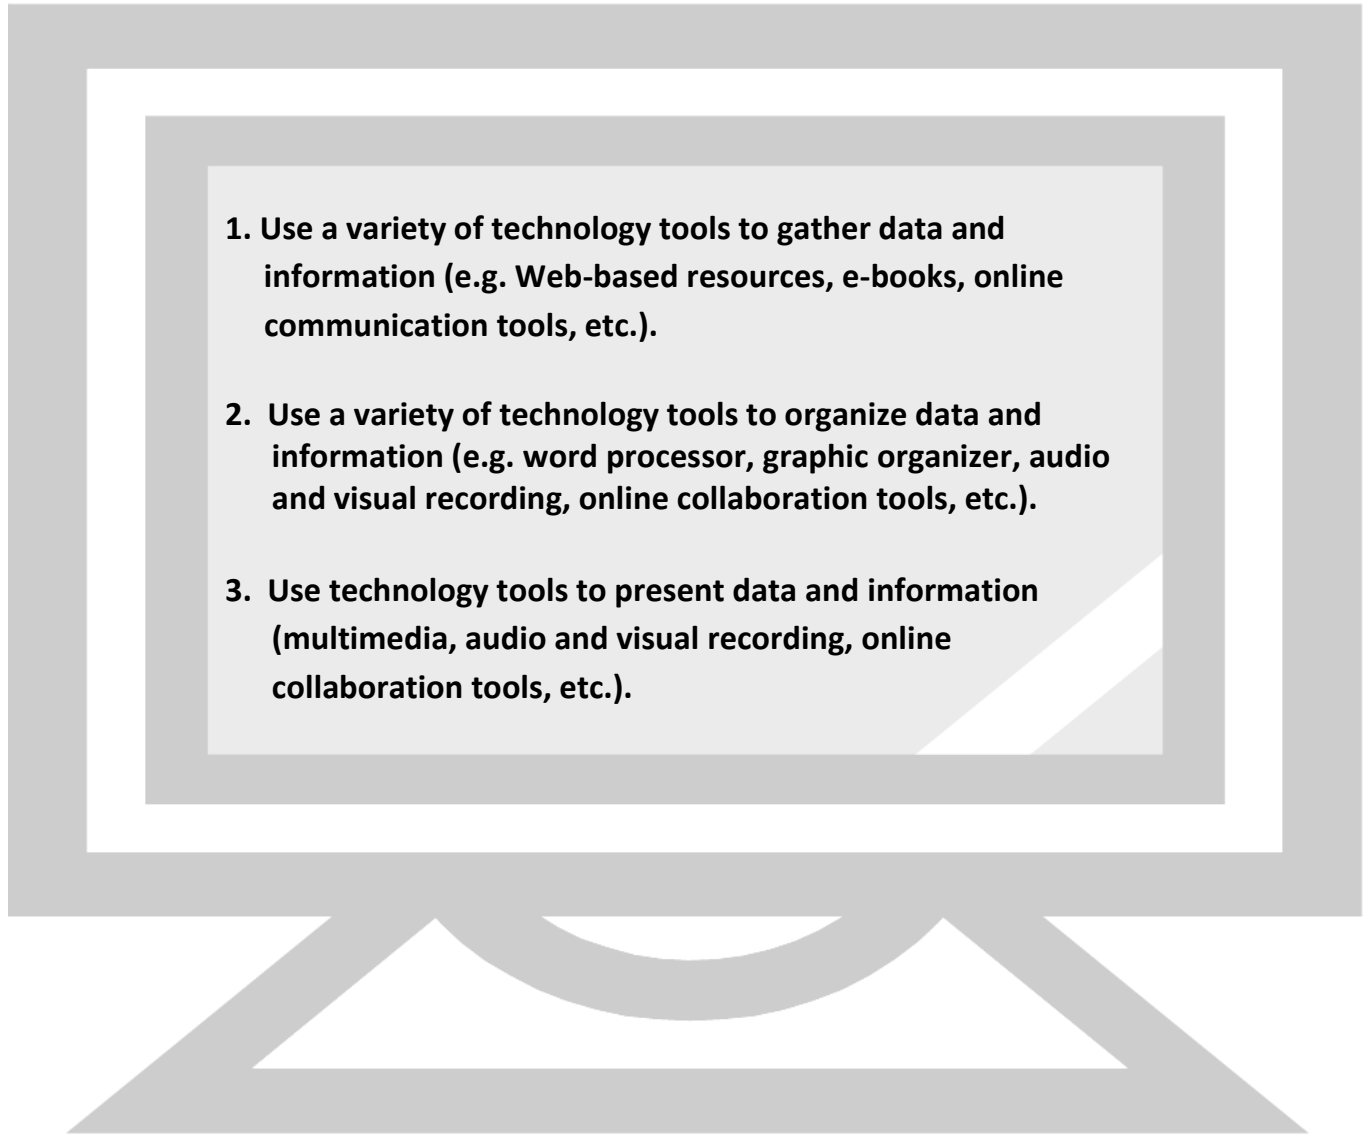 1. Use a variety of technology tools to gather data and
information (e.g. Web-based resources, e-books, online
communication tools, etc.).
2. Use a variety of technology tools to organize data and
information (e.g. word processor, graphic organizer, audio
and visual recording, online collaboration tools, etc.).
3. Use technology tools to present data and information
(multimedia, audio and visual recording, online
collaboration tools, etc.).